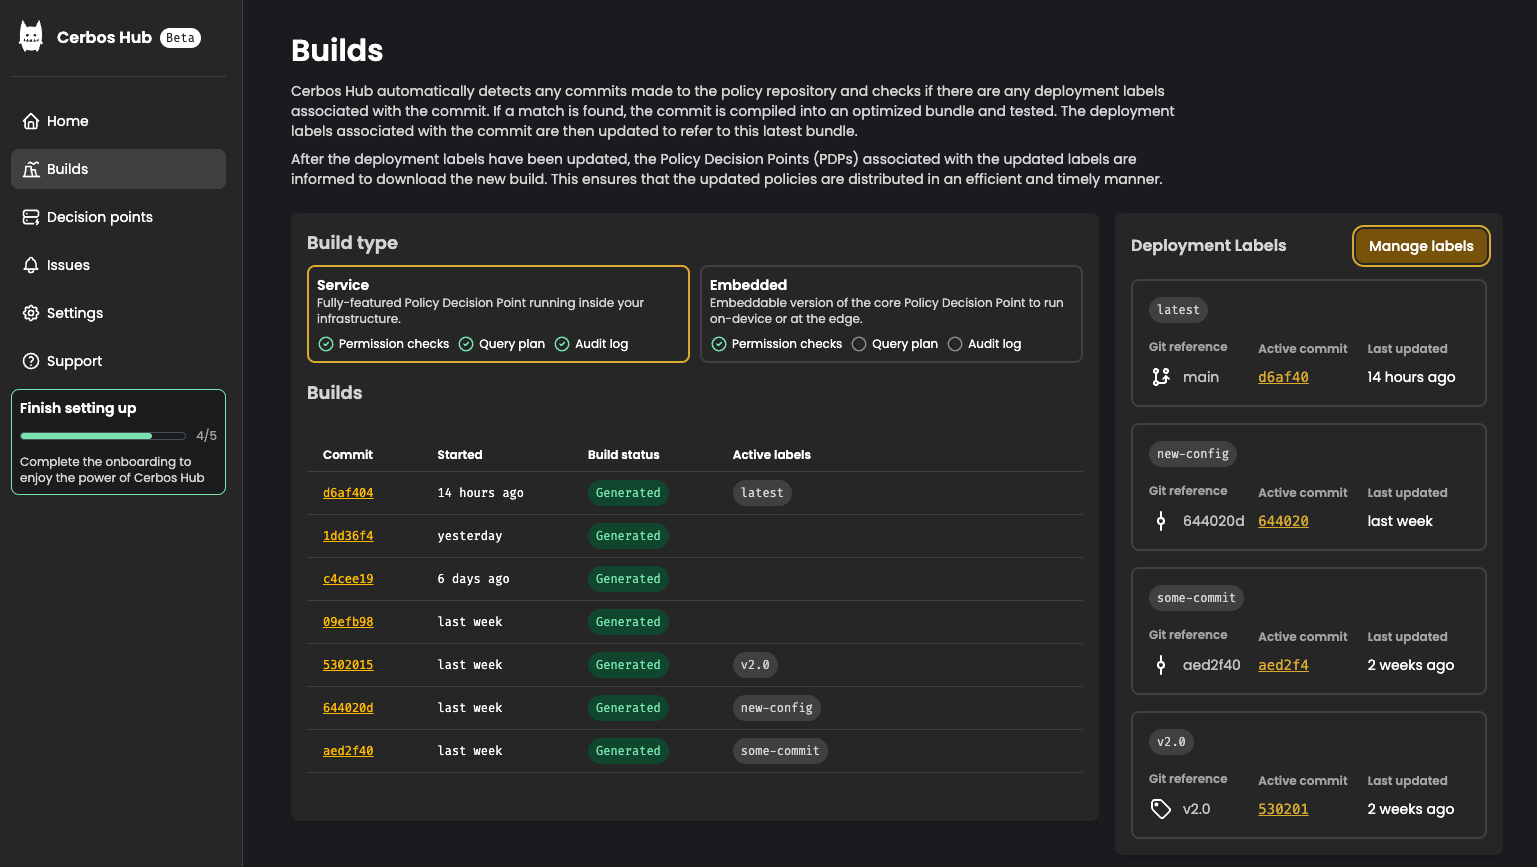 Cerbos Hub Beta
Home
Builds
Decision points
Issues
Settings
Support
Finish setting up
4/5
Complete the onboarding to
enjoy the power of Cerbos Hub
Builds
Cerbos Hub automatically detects any commits made to the policy repository and checks if there are any deployment labels
associated with the commit. If a match is found, the commit is compiled into an optimized bundle and tested. The deployment
labels associated with the commit are then updated to refer to this latest bundle.
After the deployment labels have been updated, the Policy Decision Points (PDPs) associated with the updated labels are
informed to download the new build. This ensures that the updated policies are distributed in an efficient and timely manner.
Build type
Service
Fully-featured Policy Decision Point running inside your
infrastructure.
Permission checks Query plan Audit log
Embedded
Embeddable version of the core Policy Decision Point to run
on-device or at the edge.
Permission checks Query plan Audit log
Builds
Commit Started Build status Active labels
d6af404 14 hours ago Generated latest
1dd36f4 yesterday Generated
c4cee19 6 days ago Generated
09efb98 last week Generated
5302015 last week Generated v2.0
644020d last week Generated new-config
aed2f40 last week Generated some-commit
Deployment Labels Manage labels
latest
Git reference Active commit Last updated
main d6af40 14 hours ago
new-config
Git reference Active commit Last updated
644020d 644020 last week
some-commit
Git reference Active commit Last updated
aed2f40 aed2f4 2 weeks ago
v2.0
Git reference Active commit Last updated
v2.0 530201 2 weeks ago